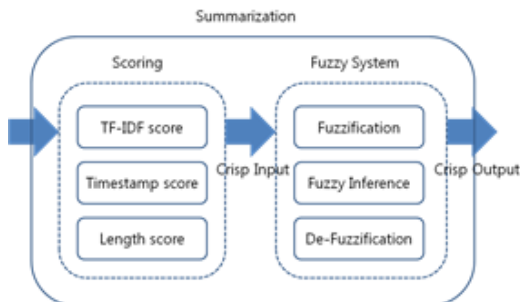 Summarization
Scoring
Fuzzy System
TF-IDF score
Timestamp score
Length score
Crisp Input
Fuzzification
Fuzzy Inference
De-Fuzzification
Crisp Output